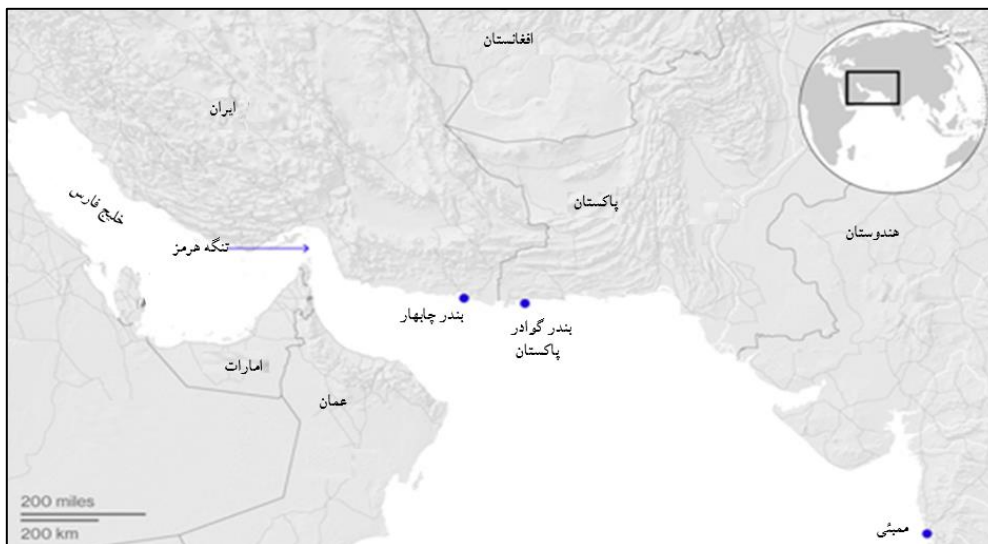 افغانستان
ایران
پاکستان
خلیج فارس
هندوستان
تنگه هرمز
بندر چابهار
بندر گوادر
پاکستان
امارات
عمان
200 miles
200 km
ممبئی